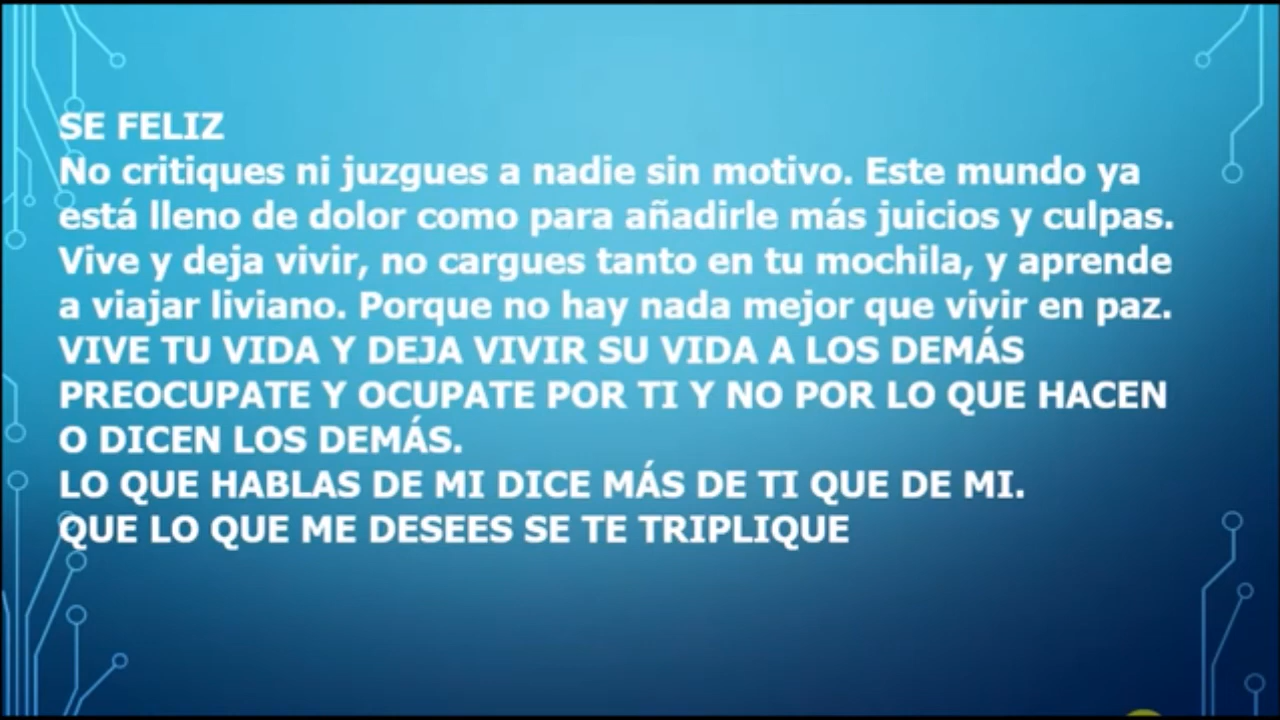 SE FELIZ
No critiques ni juzgues a nadie sin motivo. Este mundo ya
está lleno de dolor como para añadirle más juicios y culpas.
Vive y deja vivir, no cargues tanto en tu mochila, y aprende
a viajar liviano. Porque no hay nada mejor que vivir en paz.
VIVE TU VIDA Y DEJA VIVIR SU VIDA A LOS DEMÁS
PREOCUPATE Y OCUPATE POR TI Y NO POR LO QUE HACEN
O DICEN LOS DEMÁS.
LO QUE HABLAS DE MI DICE MÁS DE TI QUE DE MI.
QUE LO QUE ME DESEES SE TE TRIPLIQUE